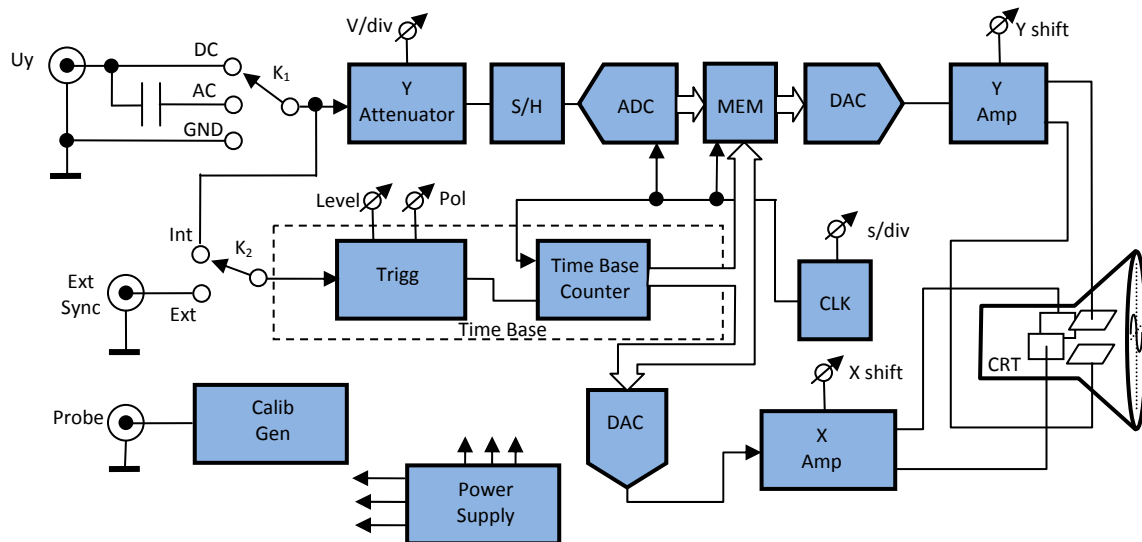 V/div
Y shift
Uy
DC
K1
AC
GND
Y
Attenuator
S/H
ADC
MEM
DAC
Y
Amp
Level
Pol
s/div
Int
K2
Ext
Ext
Sync
Trigg
Time Base
Counter
CLK
Time Base
CRT
X shift
Probe
Calib
Gen
DAC
X
Amp
Power
Supply